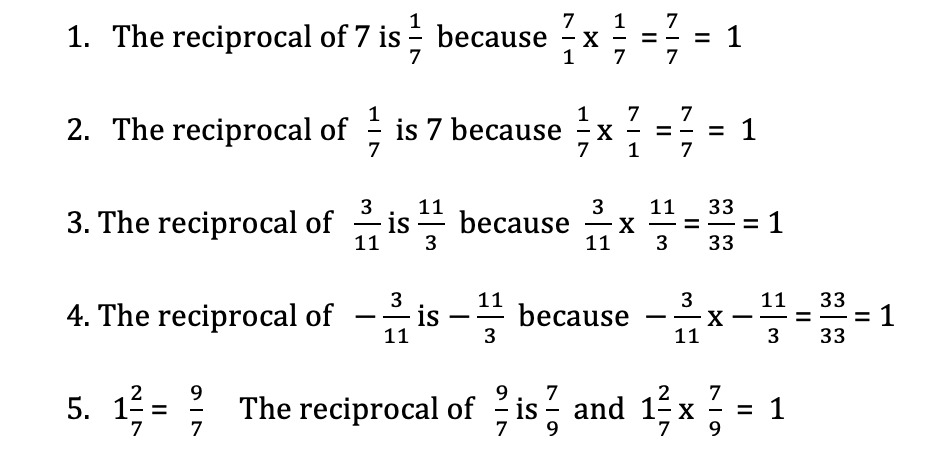 1. The reciprocal of 7 is 1/7 because 7/1 x 1/7 = 7/7 = 1
2. The reciprocal of 1/7 is 7 because 1/7 x 7/1 = 7/7 = 1
3. The reciprocal of 3/11 is 11/3 because 3/11 x 11/3 = 33/33 = 1
4. The reciprocal of −3/11 is −11/3 because −3/11 x −11/3 = 33/33 = 1
5. 1 2/7 = 9/7 The reciprocal of 9/7 is 7/9 and 1 2/7 x 7/9 = 1